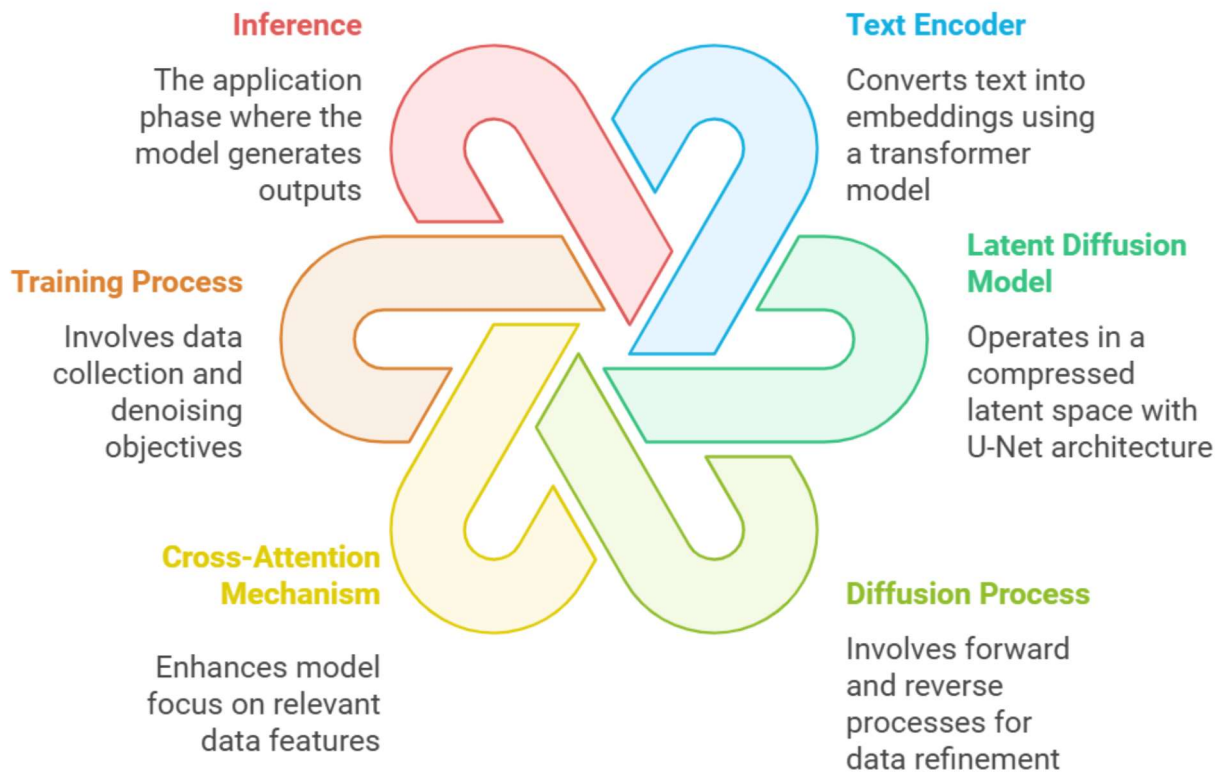 Inference
The application
phase where the
model generates
outputs
Text Encoder
Converts text into
embeddings using
a transformer
model
Training Process
Involves data
collection and
denoising
objectives
Latent Diffusion
Model
Operates in a
compressed
latent space with
U-Net architecture
Cross-Attention
Mechanism
Enhances model
focus on relevant
data features
Diffusion Process
Involves forward
and reverse
processes for
data refinement